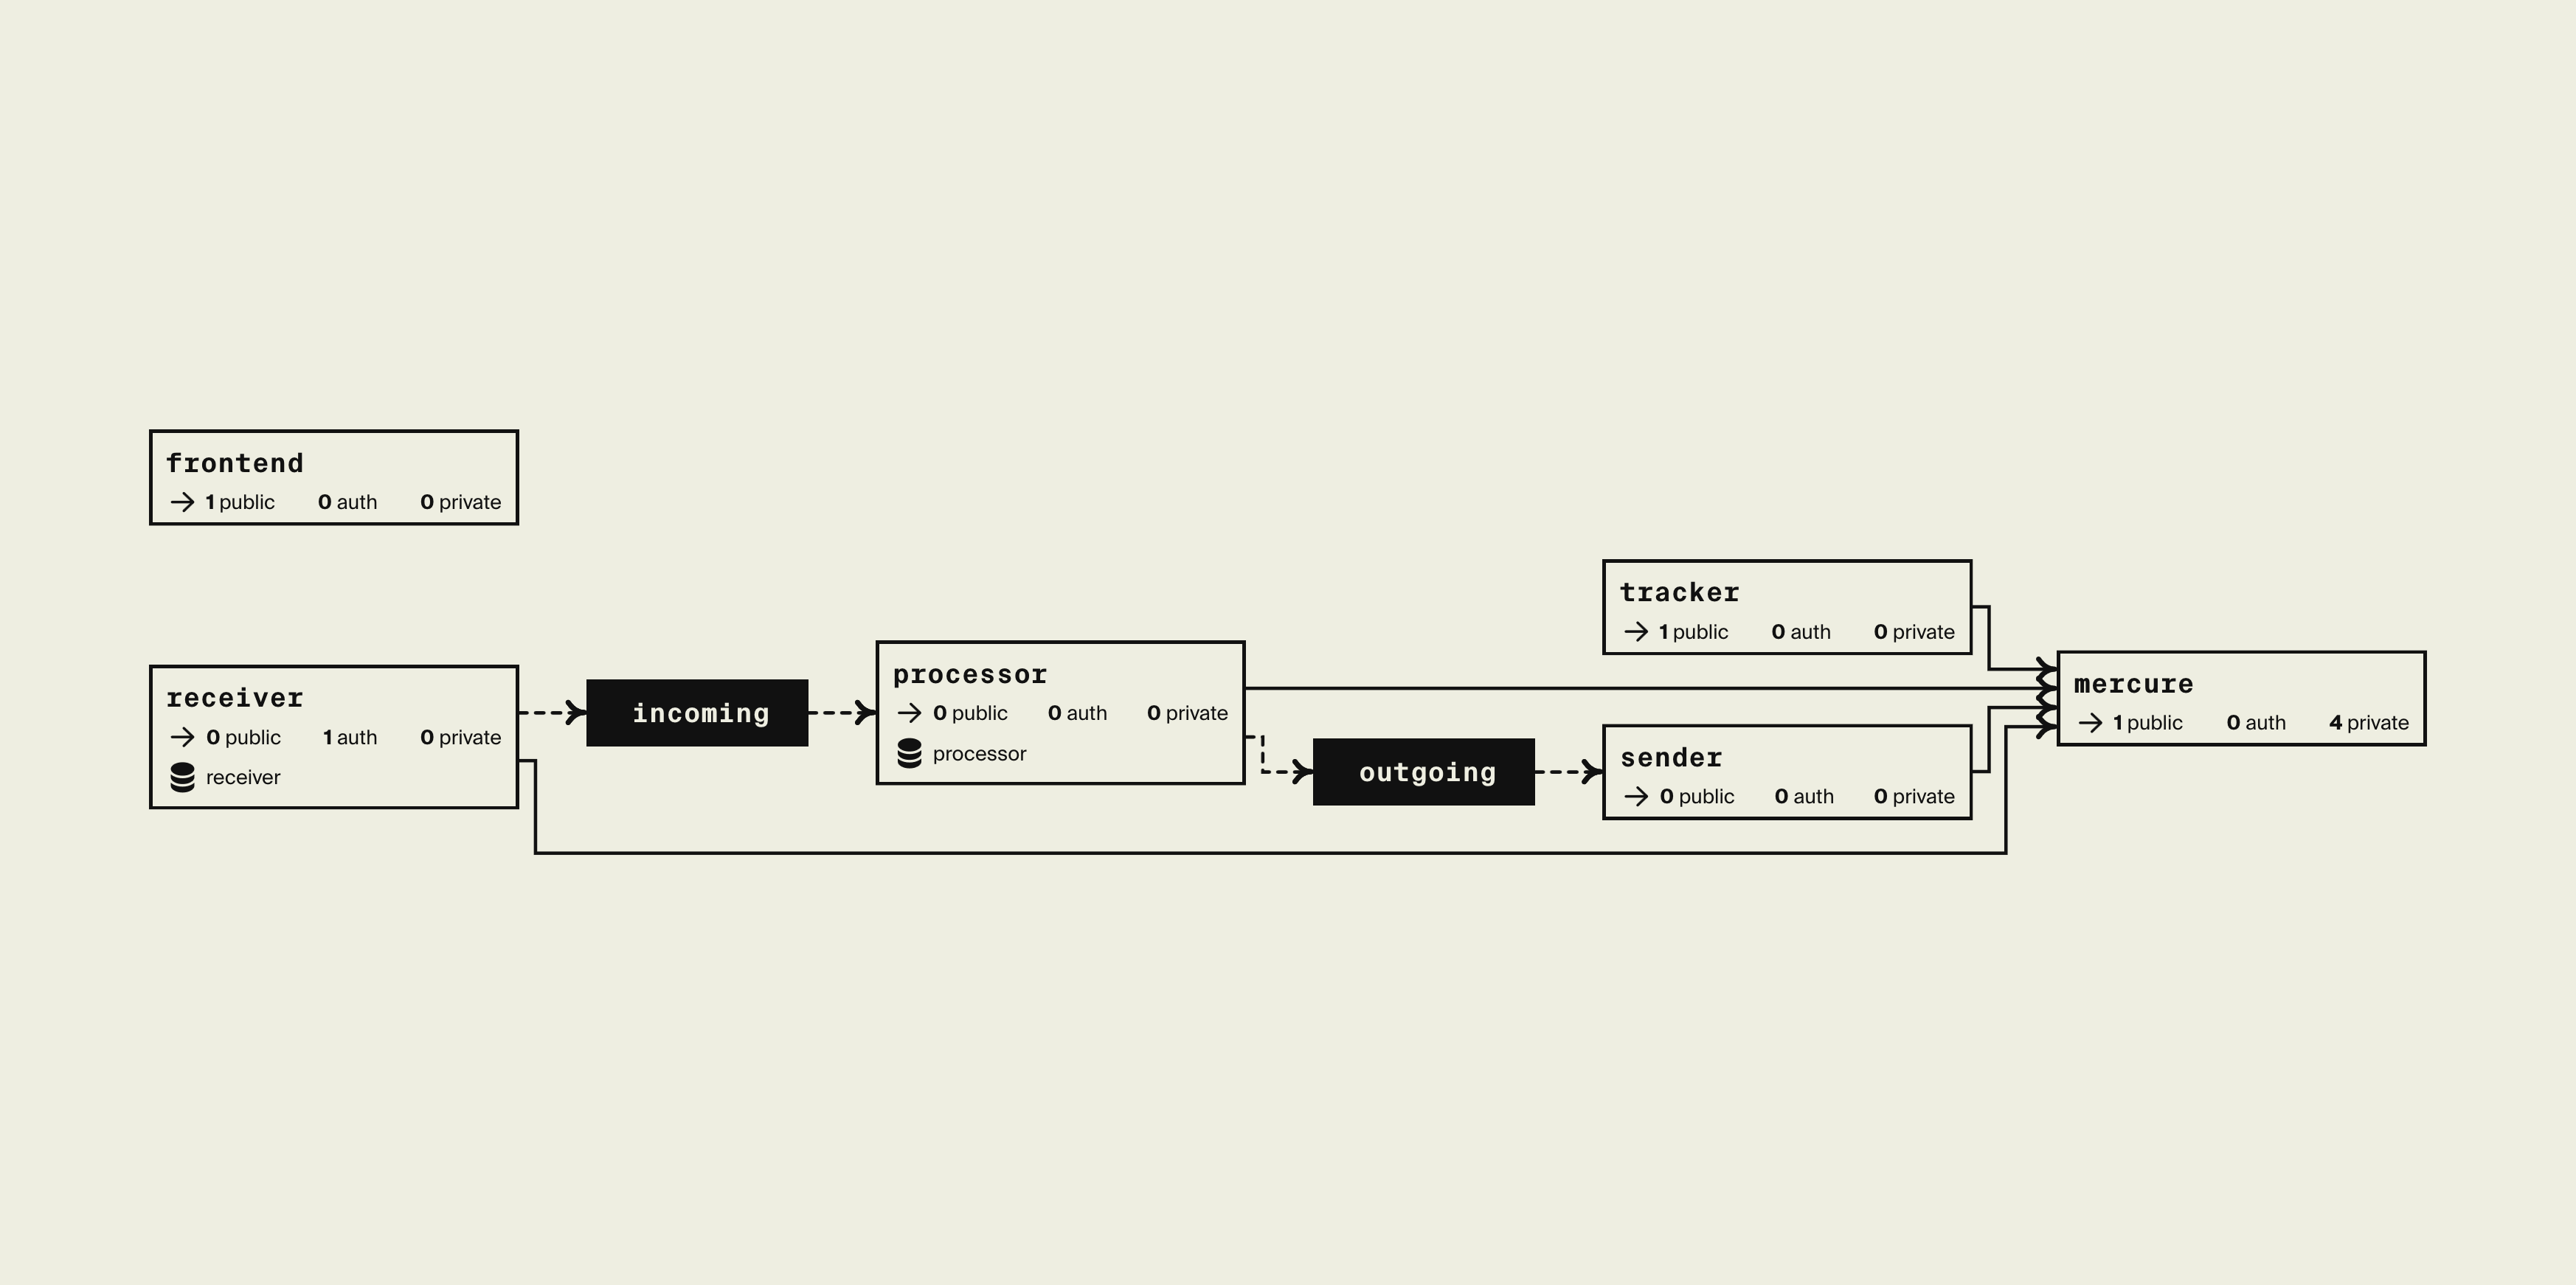 frontend
1 public 0 auth 0 private
receiver
0 public 1 auth 0 private
receiver
incoming
processor
0 public 0 auth 0 private
processor
outgoing
tracker
1 public 0 auth 0 private
sender
0 public 0 auth 0 private
mercure
1 public 0 auth 4 private